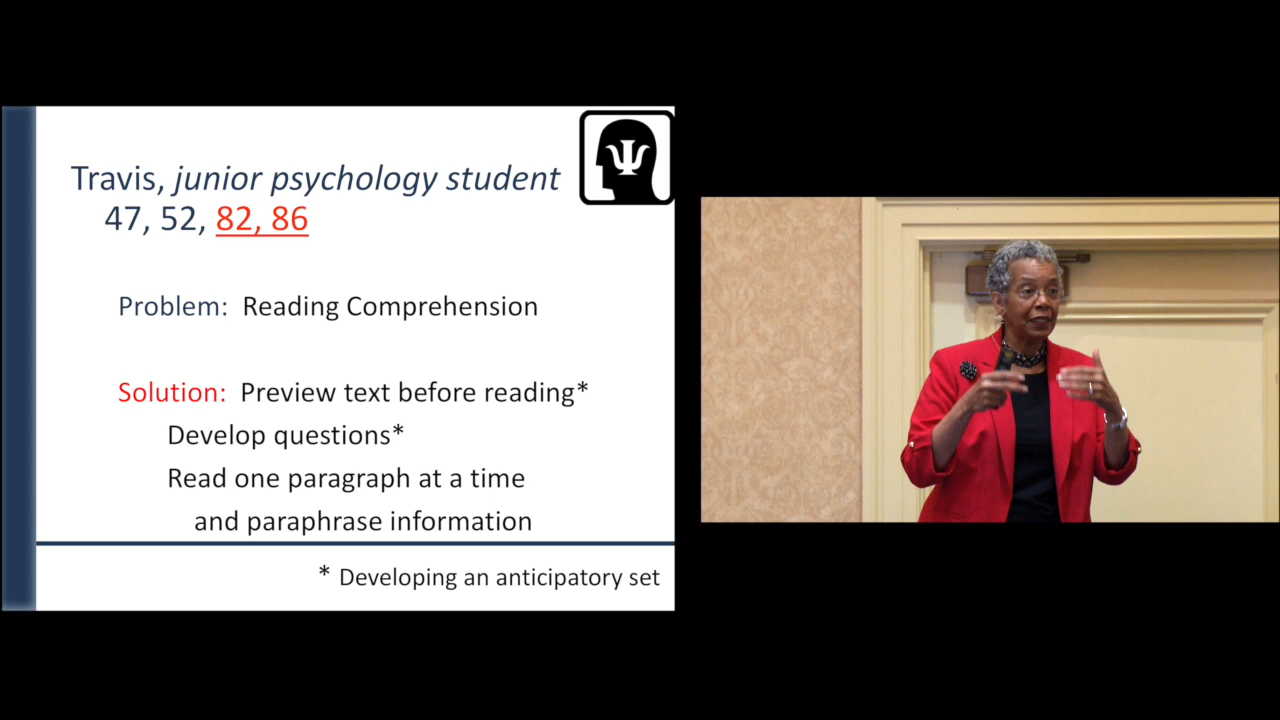 Travis, junior psychology student
47, 52, 82, 86
Problem: Reading Comprehension
Solution: Preview text before reading*
Develop questions*
Read one paragraph at a time
and paraphrase information
* Developing an anticipatory set